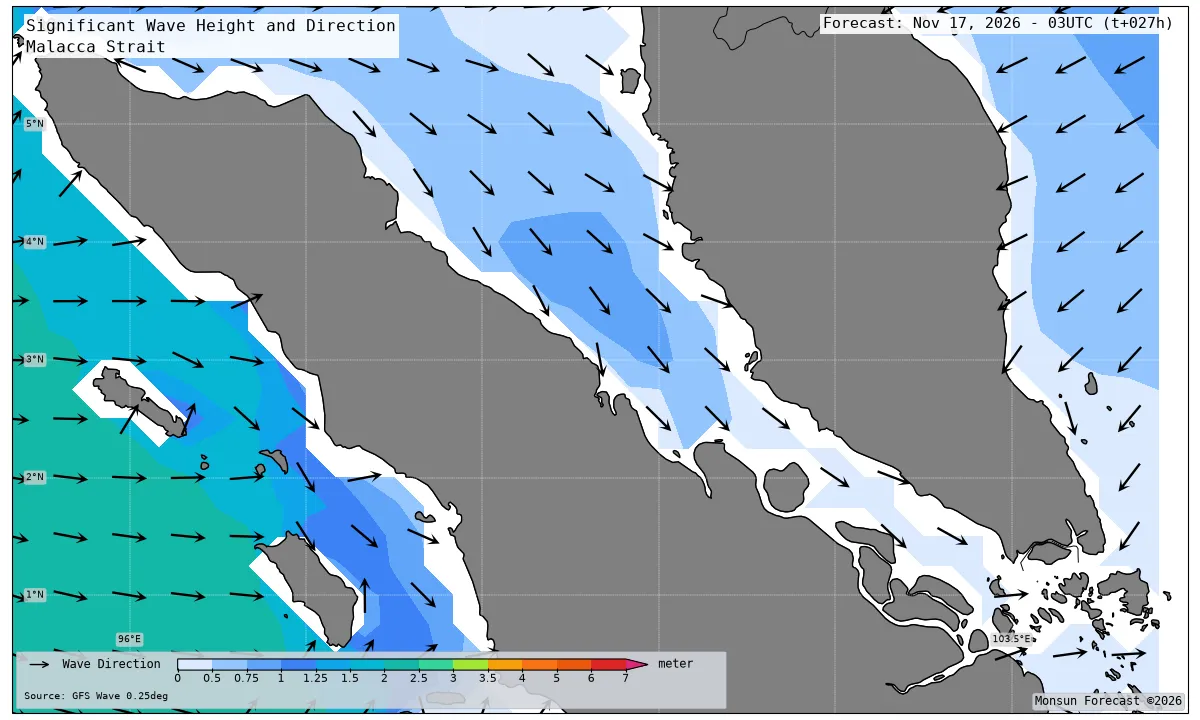 Significant Wave Height and Direction
Malacca Strait
Forecast: Nov 17, 2026 - 03UTC (t+027h)
5°N
4°N
3°N
2°N
1°N
96°E
103.5°E
Wave Direction
meter
0 0.5 0.75 1 1.25 1.5 2 2.5 3 3.5 4 5 6 7
Source: GFS Wave 0.25deg
Monsun Forecast ©2026